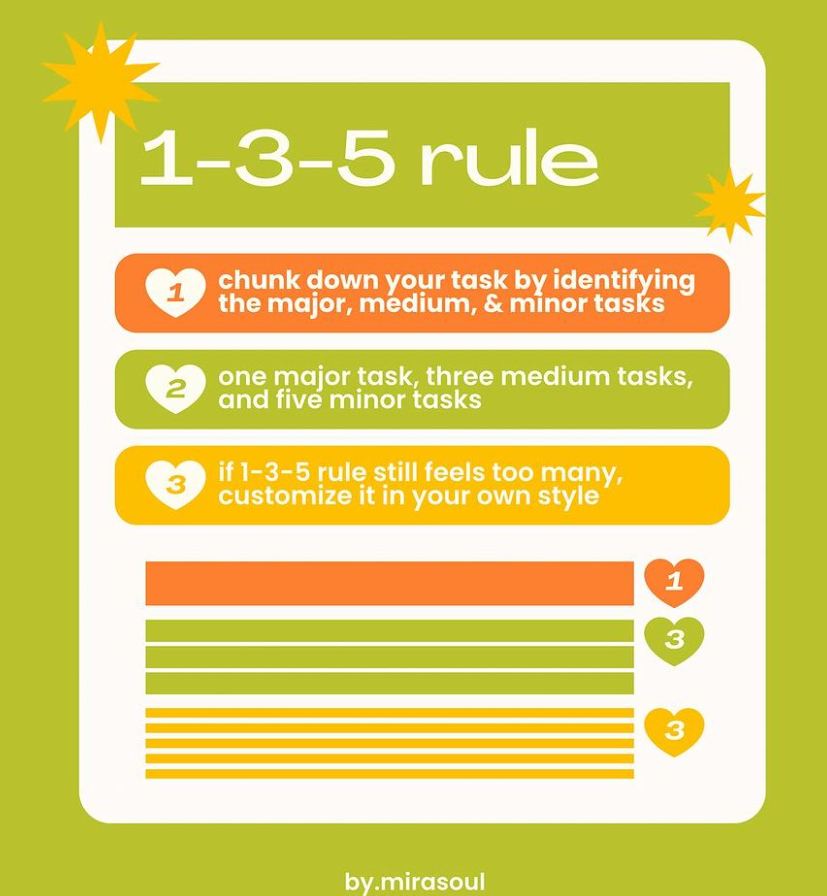 1-3-5 rule
1
chunk down your task by identifying
the major, medium, & minor tasks
2
one major task, three medium tasks,
and five minor tasks
3
if 1-3-5 rule still feels too many,
customize it in your own style
1
3
3
by.mirasoul